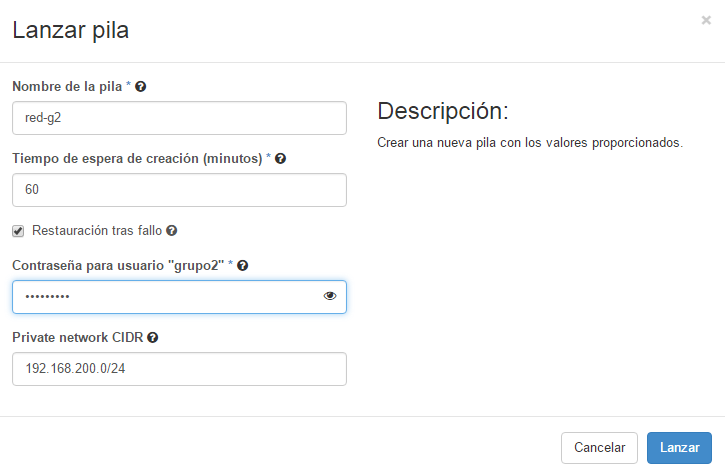 Lanzar pila
×
Nombre de la pila *
red-g2
Tiempo de espera de creación (minutos) *
60
Restauración tras fallo
Contraseña para usuario "grupo2" *
•••••••••
Private network CIDR
192.168.200.0/24
Descripción:
Crear una nueva pila con los valores proporcionados.
Cancelar
Lanzar